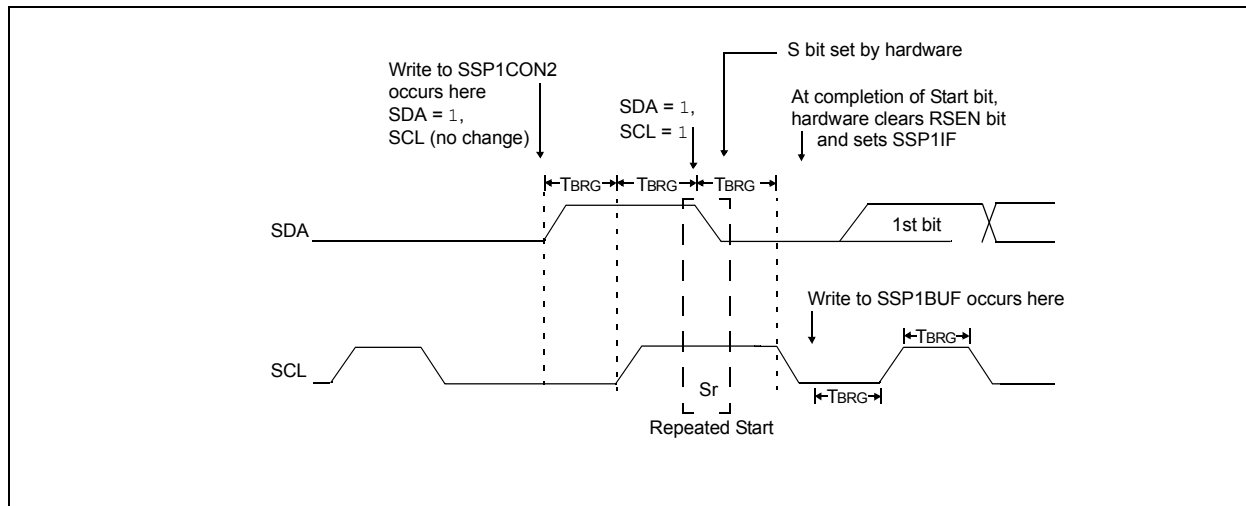 S bit set by hardware
Write to SSP1CON2
occurs here
SDA = 1,
SCL (no change)
SDA = 1,
SCL = 1
At completion of Start bit,
hardware clears RSEN bit
and sets SSP1IF
TBRG TBRG TBRG
SDA
1st bit
Write to SSP1BUF occurs here
TBRG
SCL
Sr
TBRG
Repeated Start